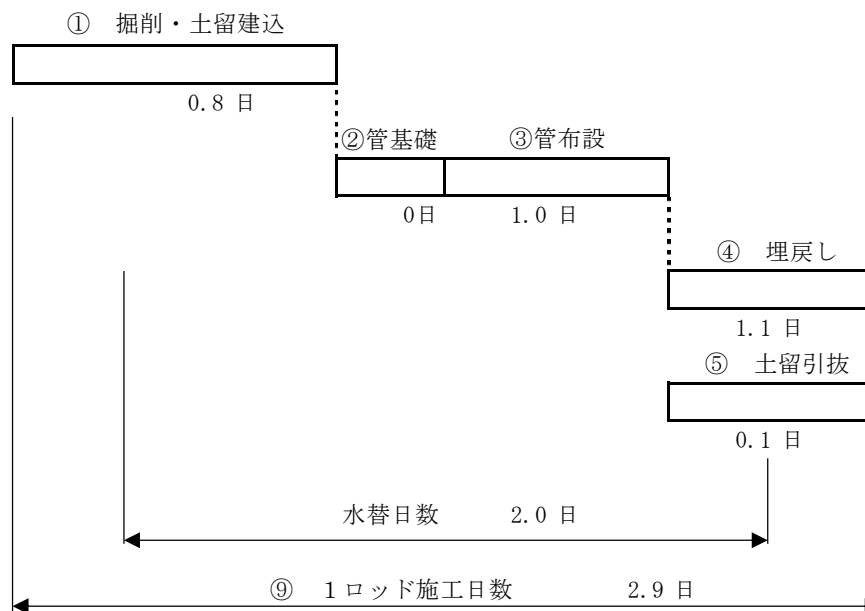 ① 掘削・土留建込
0.8 日
②管基礎 ③管布設
0日 1.0 日
④ 埋戻し
1.1 日
⑤ 土留引抜
0.1 日
水替日数 2.0 日
⑨ 1ロッド施工日数 2.9 日